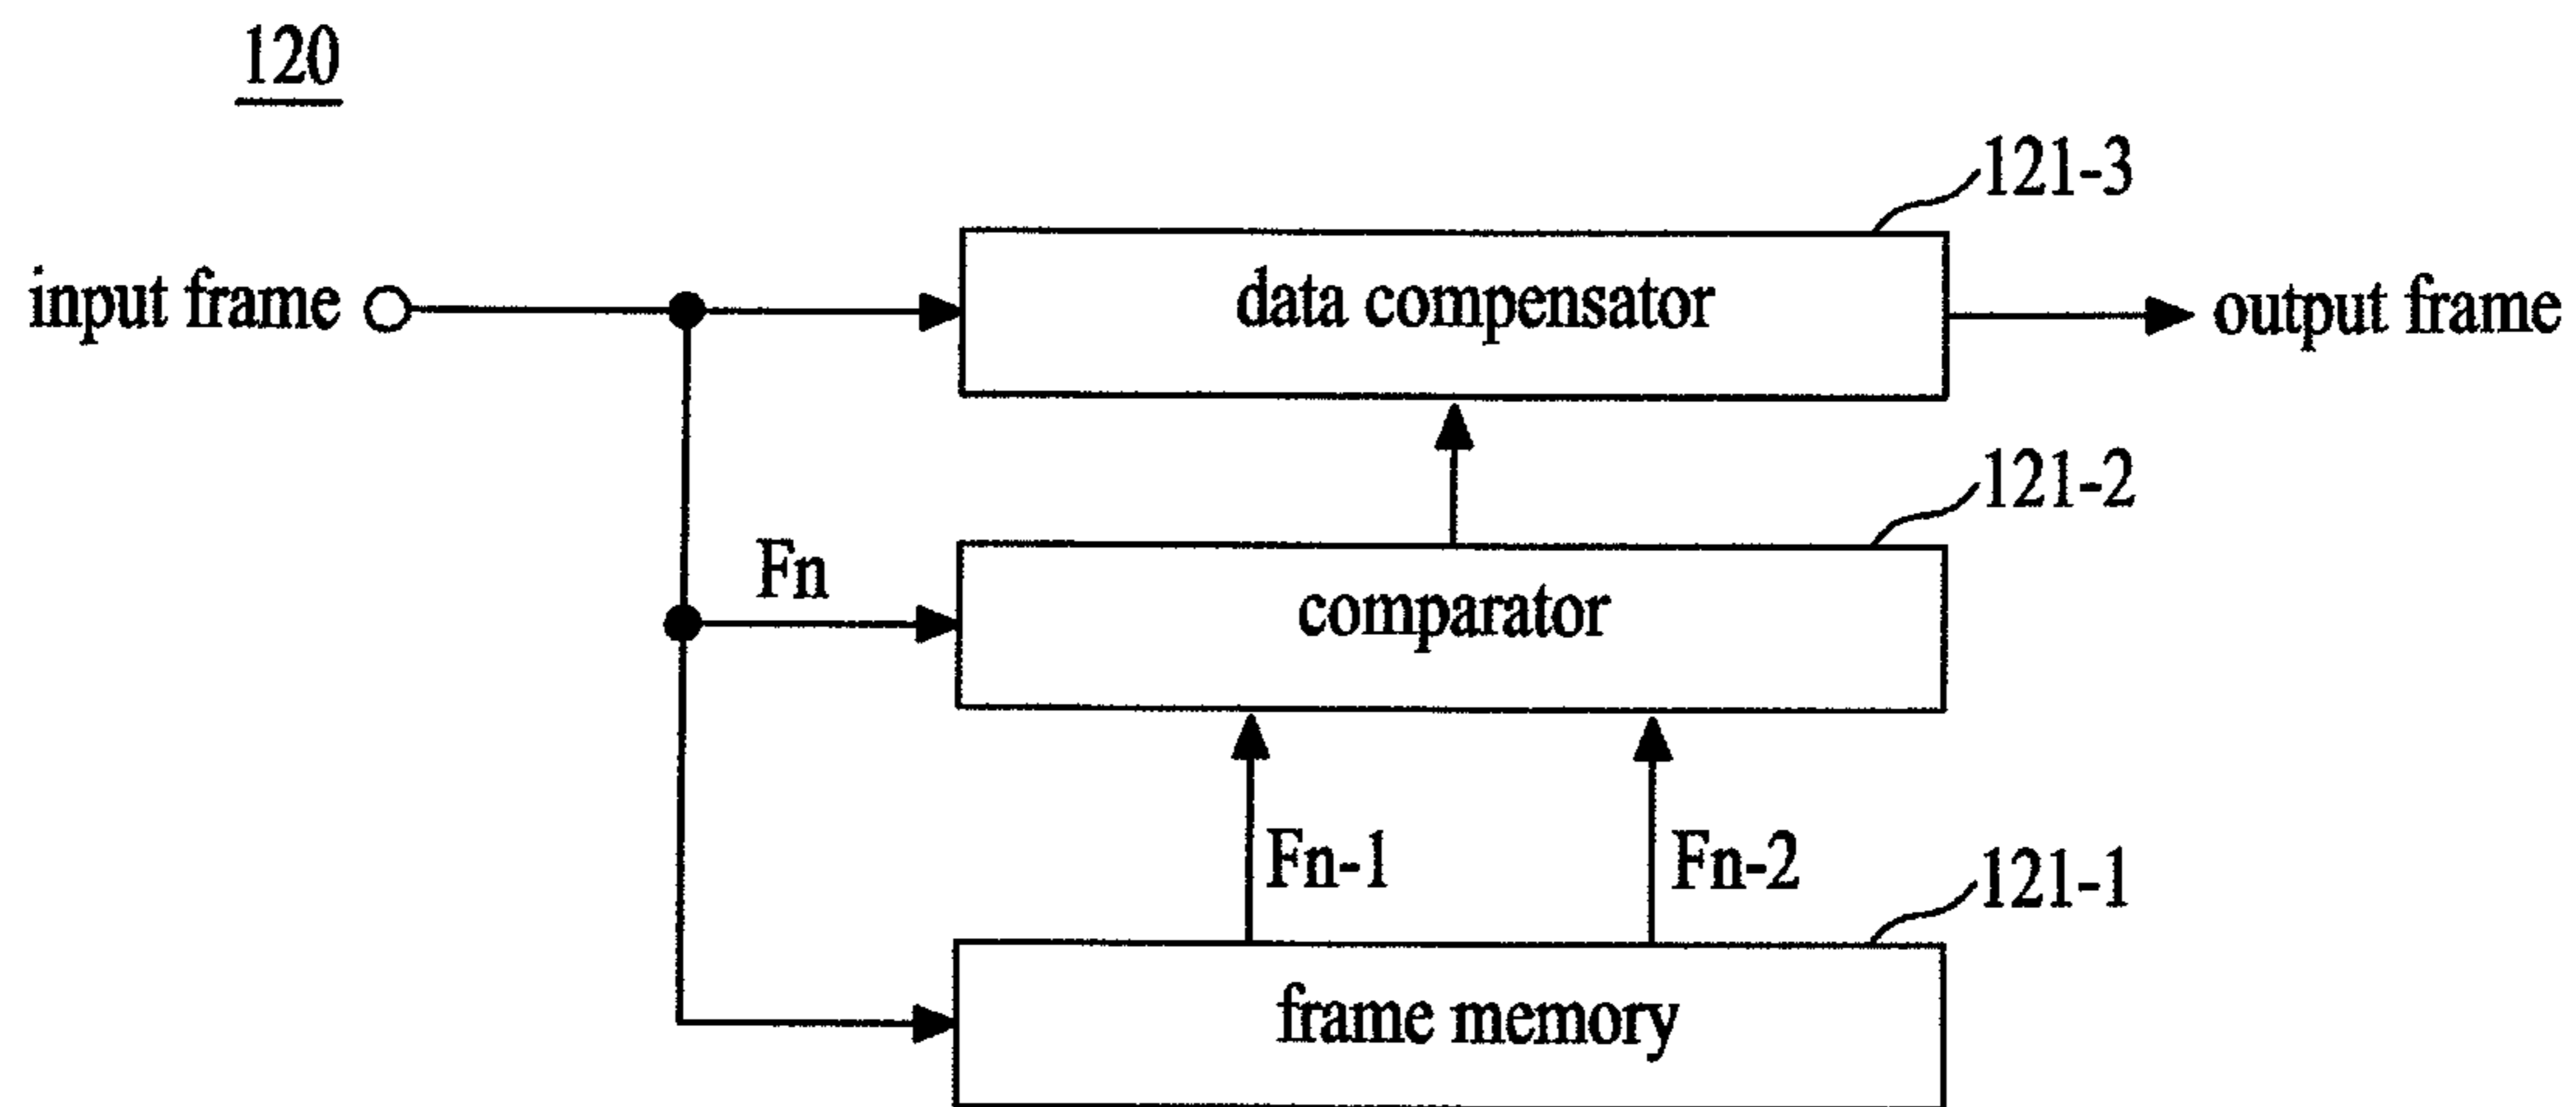 120
121-3
input frame
data compensator
output frame
121-2
Fn
comparator
Fn-1
Fn-2
121-1
frame memory